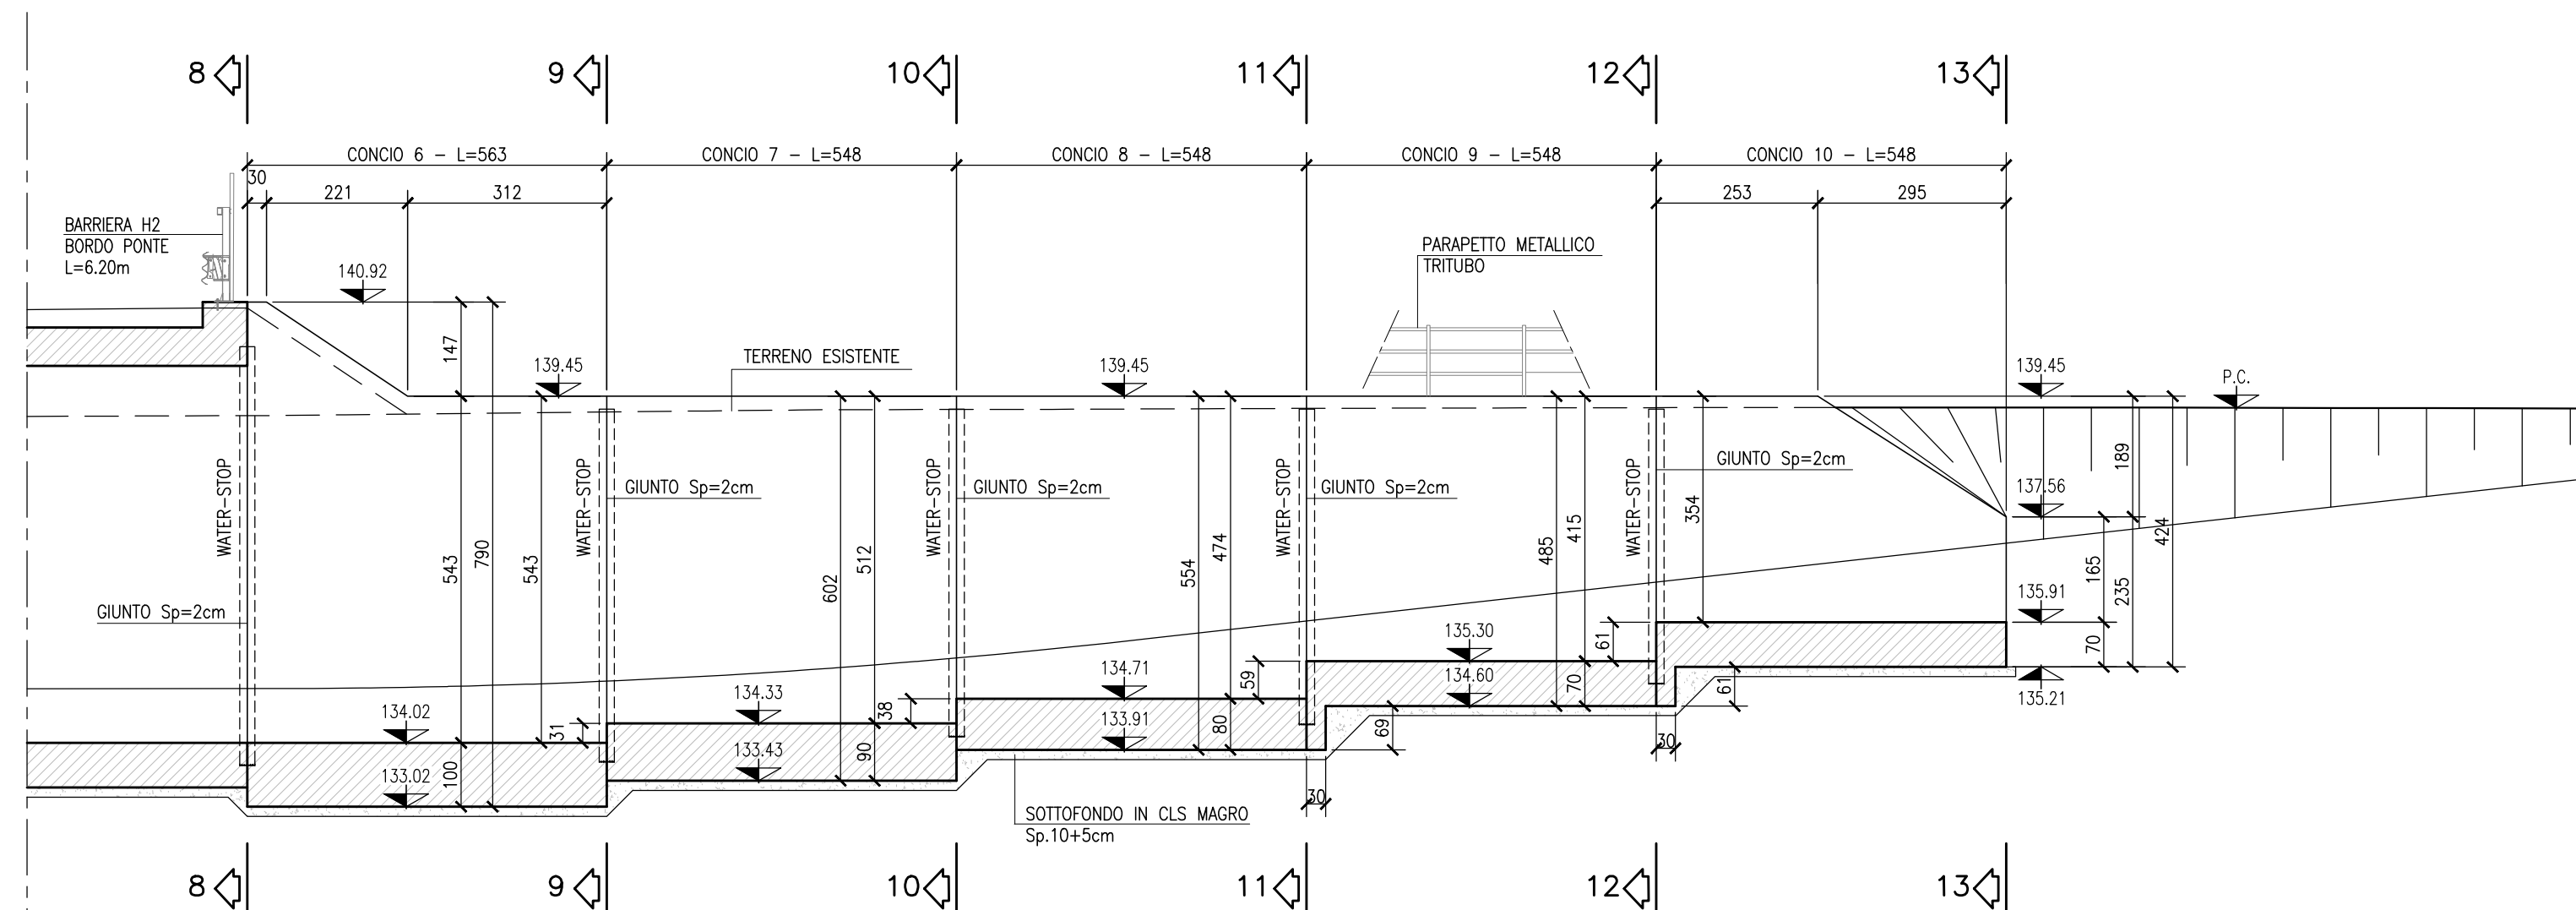 8
9
10
11
12
13
CONCIO 6 - L=563
CONCIO 7 - L=548
CONCIO 8 - L=548
CONCIO 9 - L=548
CONCIO 10 - L=548
30
221
312
253
295
BARRIERA H2
BORDO PONTE
L=6.20m
PARAPETTO METALLICO
TRITUBO
140.92
147
TERRENO ESISTENTE
139.45
139.45
139.45
P.C.
WATER-STOP
WATER-STOP
WATER-STOP
WATER-STOP
WATER-STOP
GIUNTO Sp=2cm
GIUNTO Sp=2cm
GIUNTO Sp=2cm
GIUNTO Sp=2cm
GIUNTO Sp=2cm
543
790
543
602
512
554
474
485
415
354
189
137.56
424
165
235
135.91
70
135.21
134.02
133.02
100
31
134.33
133.43
38
90
134.71
133.91
59
80
135.30
134.60
61
70
69
61
30
30
SOTTOFONDO IN CLS MAGRO
Sp.10+5cm
8
9
10
11
12
13